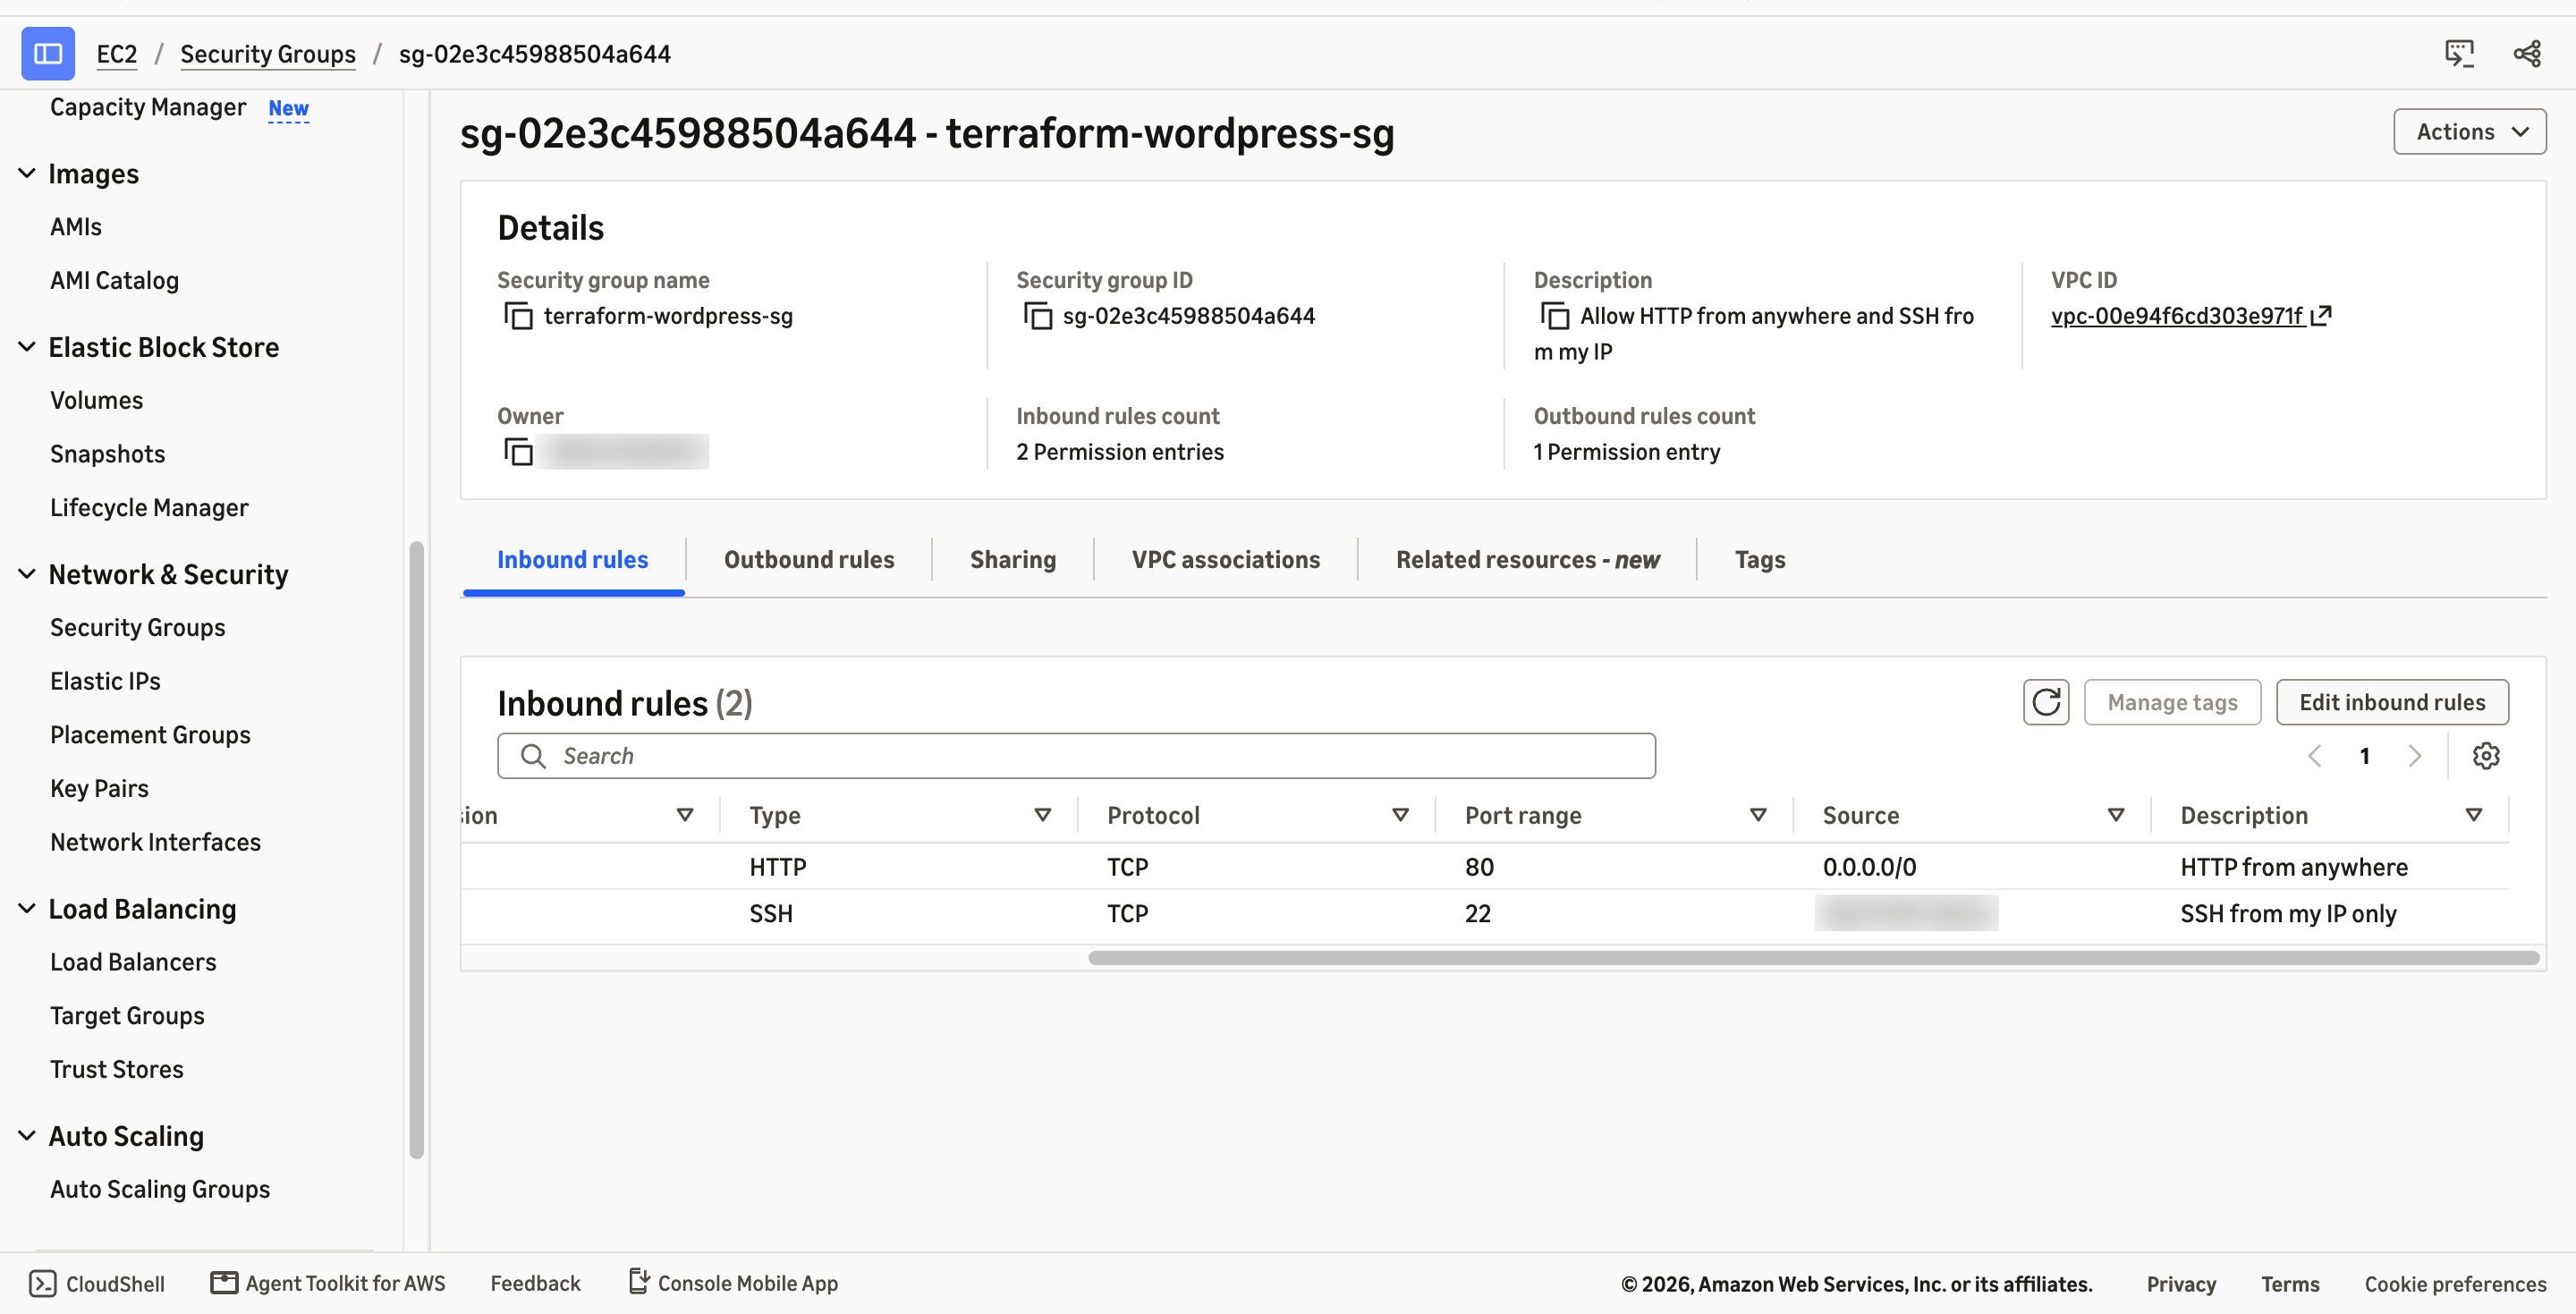 EC2 / Security Groups / sg-02e3c45988504a644
Capacity Manager New
Images
AMIs
AMI Catalog
Elastic Block Store
Volumes
Snapshots
Lifecycle Manager
Network & Security
Security Groups
Elastic IPs
Placement Groups
Key Pairs
Network Interfaces
Load Balancing
Load Balancers
Target Groups
Trust Stores
Auto Scaling
Auto Scaling Groups
sg-02e3c45988504a644 - terraform-wordpress-sg
Actions
Details
Security group name
terraform-wordpress-sg
Security group ID
sg-02e3c45988504a644
Description
Allow HTTP from anywhere and SSH fro
m my IP
VPC ID
vpc-00e94f6cd303e971f
Owner
Inbound rules count
2 Permission entries
Outbound rules count
1 Permission entry
Inbound rules Outbound rules Sharing VPC associations Related resources - new Tags
Inbound rules (2)
Manage tags Edit inbound rules
Search
1
sion Type Protocol Port range Source Description
HTTP TCP 80 0.0.0.0/0 HTTP from anywhere
SSH TCP 22 SSH from my IP only
CloudShell Agent Toolkit for AWS Feedback Console Mobile App © 2026, Amazon Web Services, Inc. or its affiliates. Privacy Terms Cookie preferences